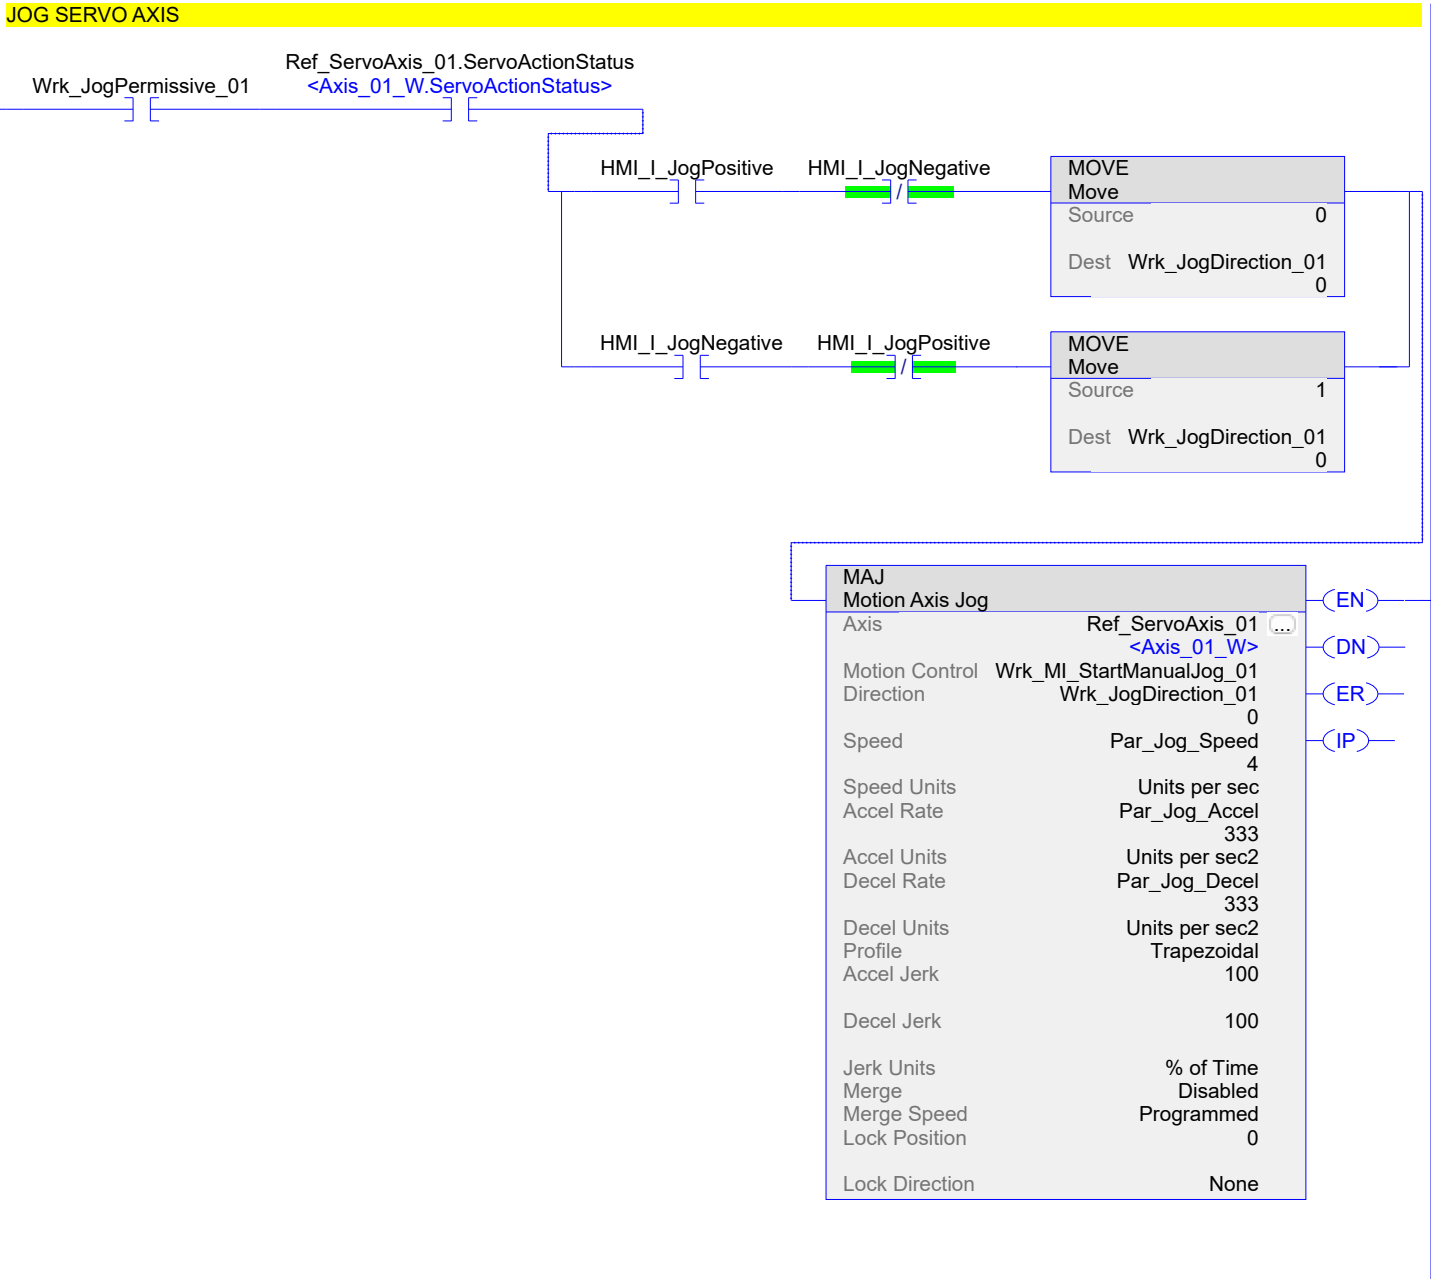 JOG SERVO AXIS
Ref_ServoAxis_01.ServoActionStatus
Wrk_JogPermissive_01 <Axis_01_W.ServoActionStatus>
HMI_I_JogPositive HMI_I_JogNegative MOVE
/ Move
Source 0
Dest Wrk_JogDirection_01
0
HMI_I_JogNegative HMI_I_JogPositive MOVE
/ Move
Source 1
Dest Wrk_JogDirection_01
0
MAJ
Motion Axis Jog EN
Axis Ref_ServoAxis_01 ...
<Axis_01_W> DN
Motion Control Wrk_MI_StartManualJog_01
Direction Wrk_JogDirection_01 ER
0
Speed Par_Jog_Speed IP
4
Speed Units Units per sec
Accel Rate Par_Jog_Accel
333
Accel Units Units per sec2
Decel Rate Par_Jog_Decel
333
Decel Units Units per sec2
Profile Trapezoidal
Accel Jerk 100
Decel Jerk 100
Jerk Units % of Time
Merge Disabled
Merge Speed Programmed
Lock Position 0
Lock Direction None